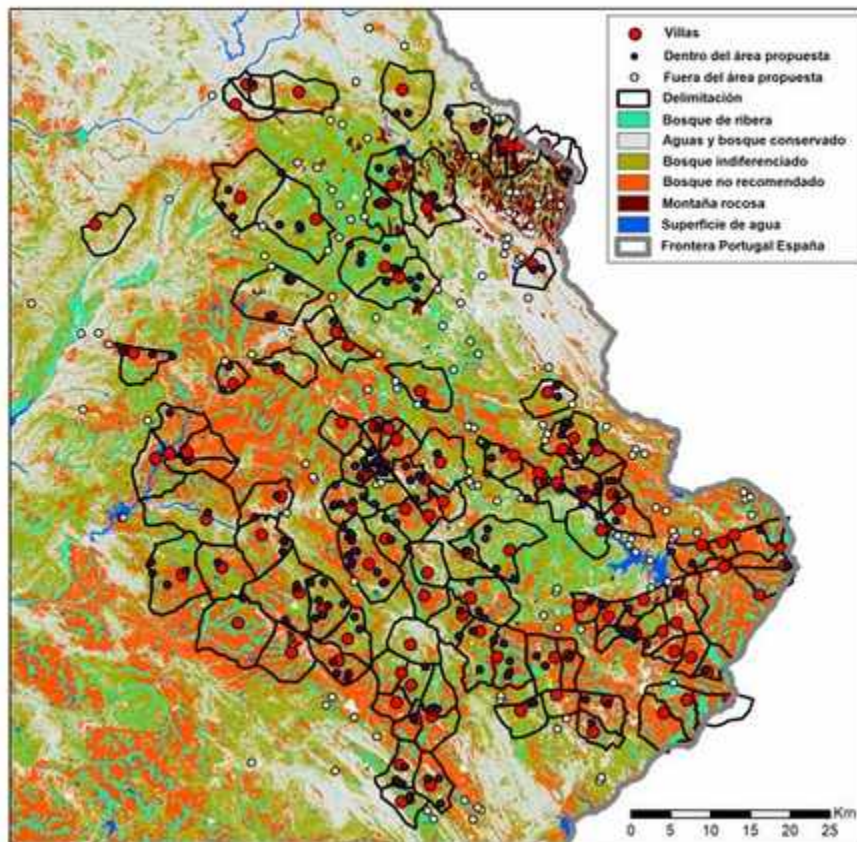 Villas
Dentro del área propuesta
Fuera del área propuesta
Delimitación
Bosque de ribera
Aguas y bosque conservado
Bosque indiferenciado
Bosque no recomendado
Montaña rocosa
Superficie de agua
Frontera Portugal España
Km
0 5 10 15 20 25